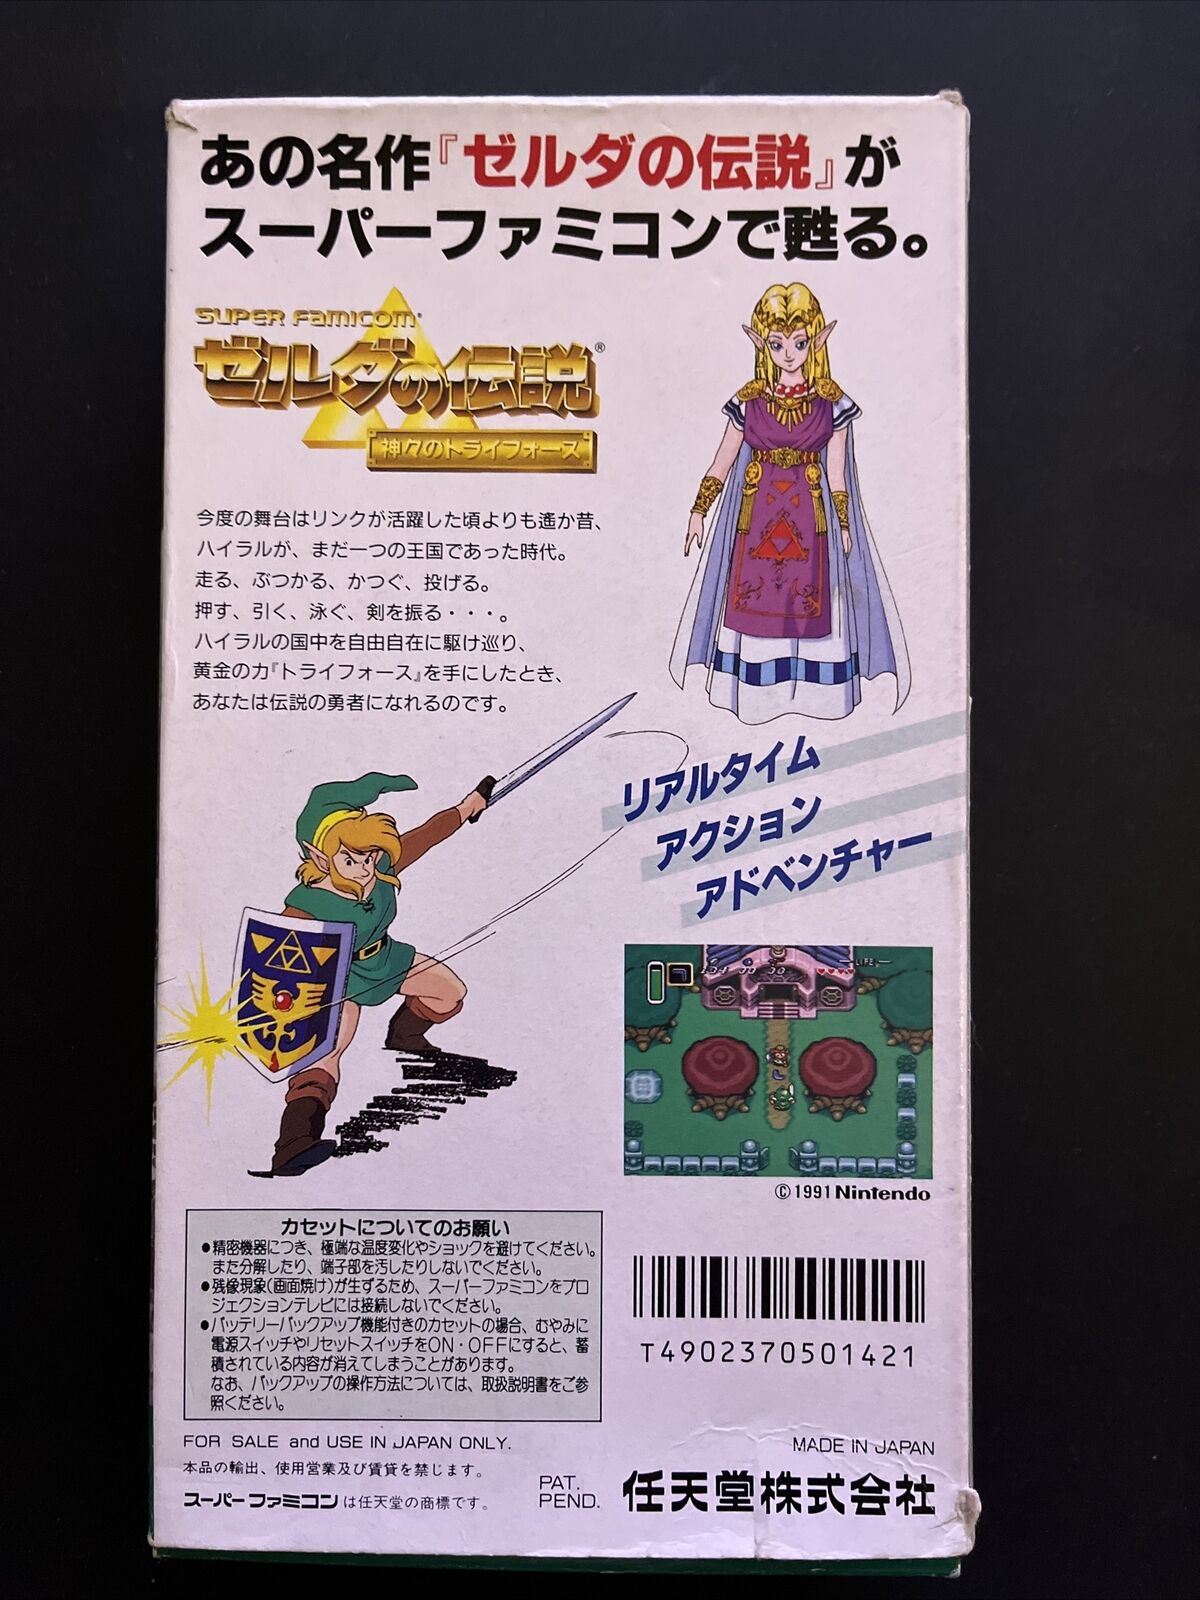 あの名作『ゼルダの伝説』が
スーパーファミコンで甦る。
SUPER FAMICOM
ゼルダの伝説®
神々のトライフォース
今度の舞台はリンクが活躍した頃よりも遙か昔、
ハイラルが、まだ一つの王国であった時代。
走る、ぶつかる、かつぐ、投げる。
押す、引く、泳ぐ、剣を振る・・・。
ハイラルの国中を自由自在に駆け巡り、
黄金の力『トライフォース』を手にしたとき、
あなたは伝説の勇者になれるのです。
リアルタイム
アクション
アドベンチャー
LIFE
©1991 Nintendo
カセットについてのお願い
●精密機器につき、極端な温度変化やショックを避けてください。
また分解したり、端子部を汚したりしないでください。
●残像現象(画面焼け)が生ずるため、スーパーファミコンをプロ
ジェクションテレビには接続しないでください。
●バッテリーバックアップ機能付きのカセットの場合、むやみに
電源スイッチやリセットスイッチをON・OFFにすると、蓄
積されている内容が消えてしまうことがあります。
なお、バックアップの操作方法については、取扱説明書をご参
照ください。
T4902370501421
FOR SALE and USE IN JAPAN ONLY.
本品の輸出、使用営業及び賃貸を禁じます。
スーパーファミコンは任天堂の商標です。
PAT.
PEND.
MADE IN JAPAN
任天堂株式会社